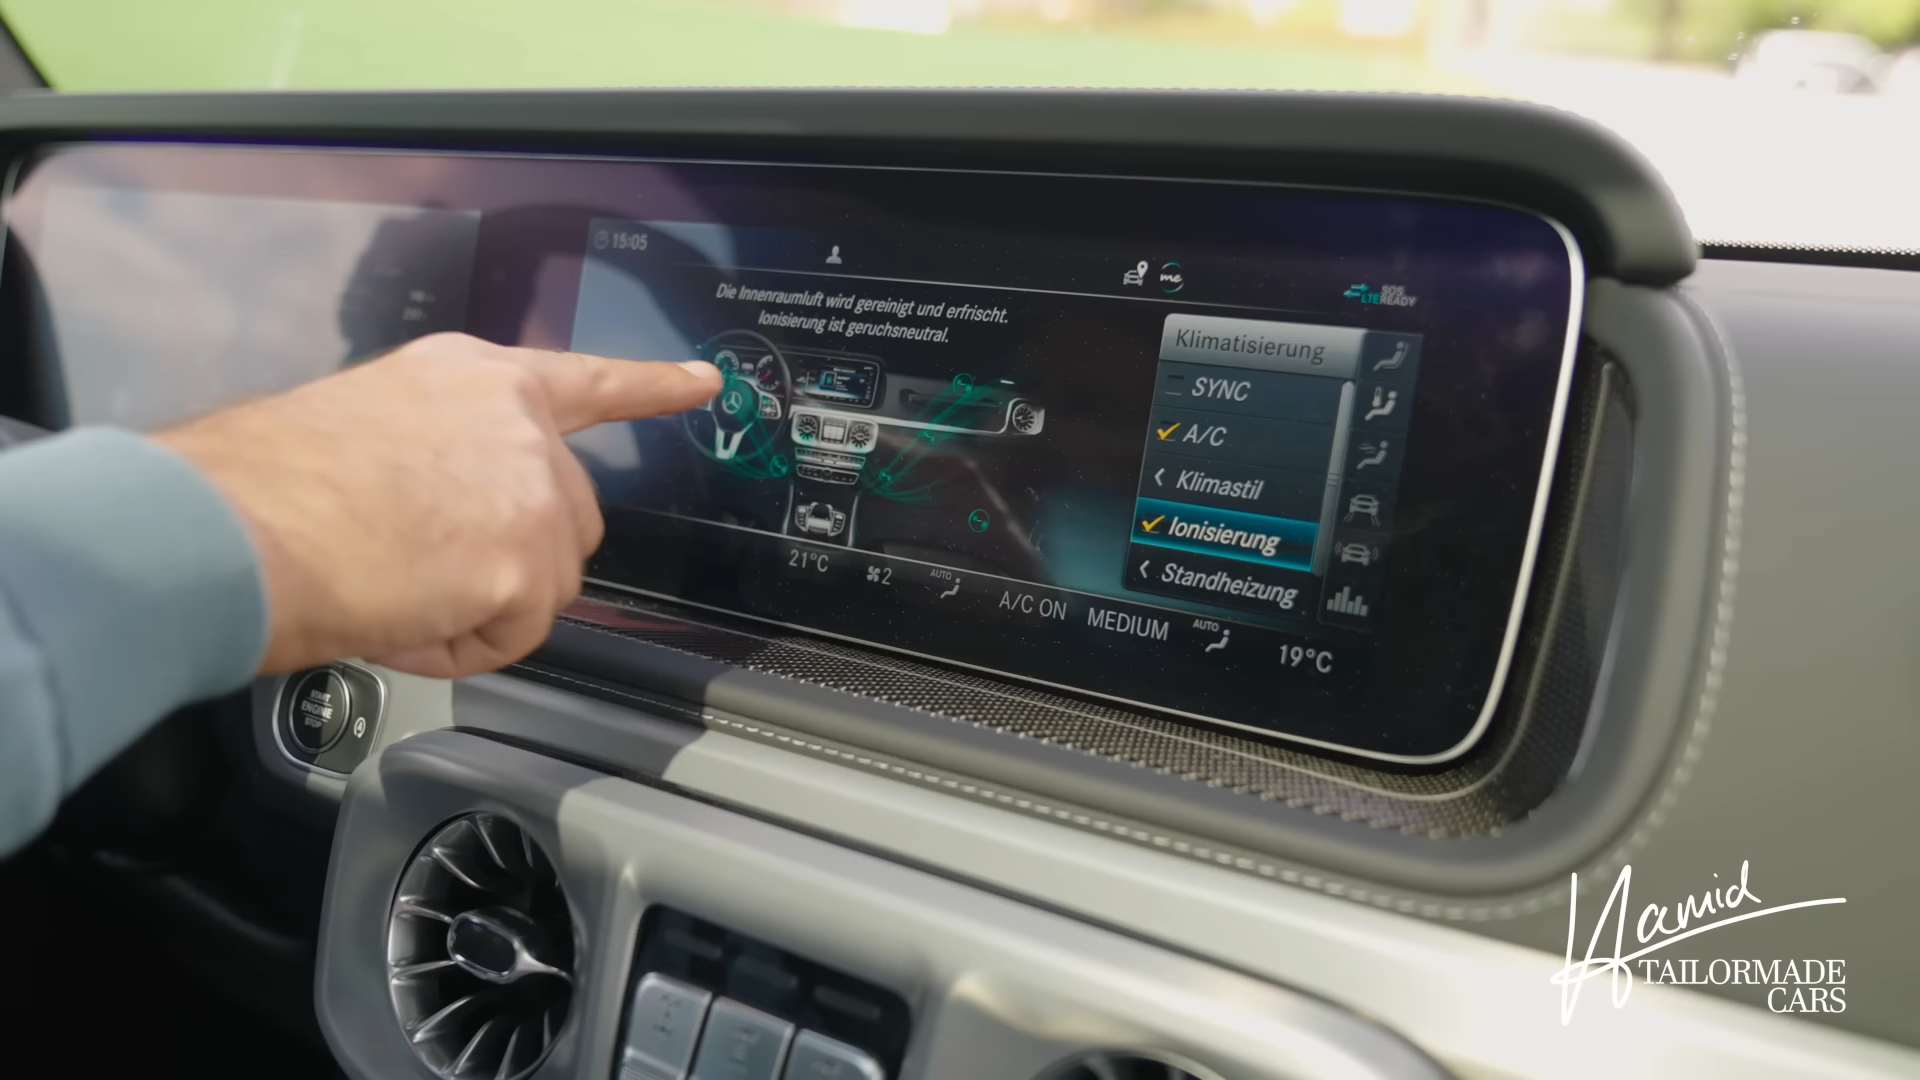 15:05
me
SOS
LTE READY
Die Innenraumluft wird gereinigt und erfrischt.
Ionisierung ist geruchsneutral.
Klimatisierung
SYNC
A/C
Klimastil
Ionisierung
Standheizung
21°C
2
AUTO
A/C ON
MEDIUM
AUTO
19°C
START
ENGINE
STOP
Hamid
TAILORMADE
CARS